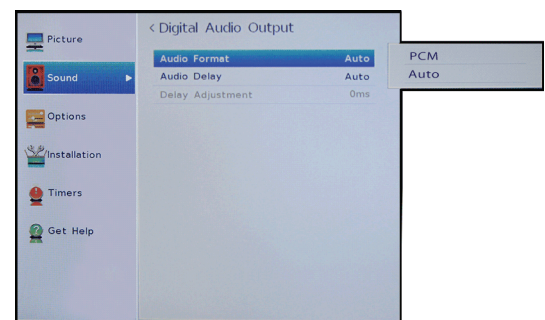 Picture
Sound
Options
Installation
Timers
Get Help
< Digital Audio Output
Audio Format Auto
Audio Delay Auto
Delay Adjustment 0ms
PCM
Auto